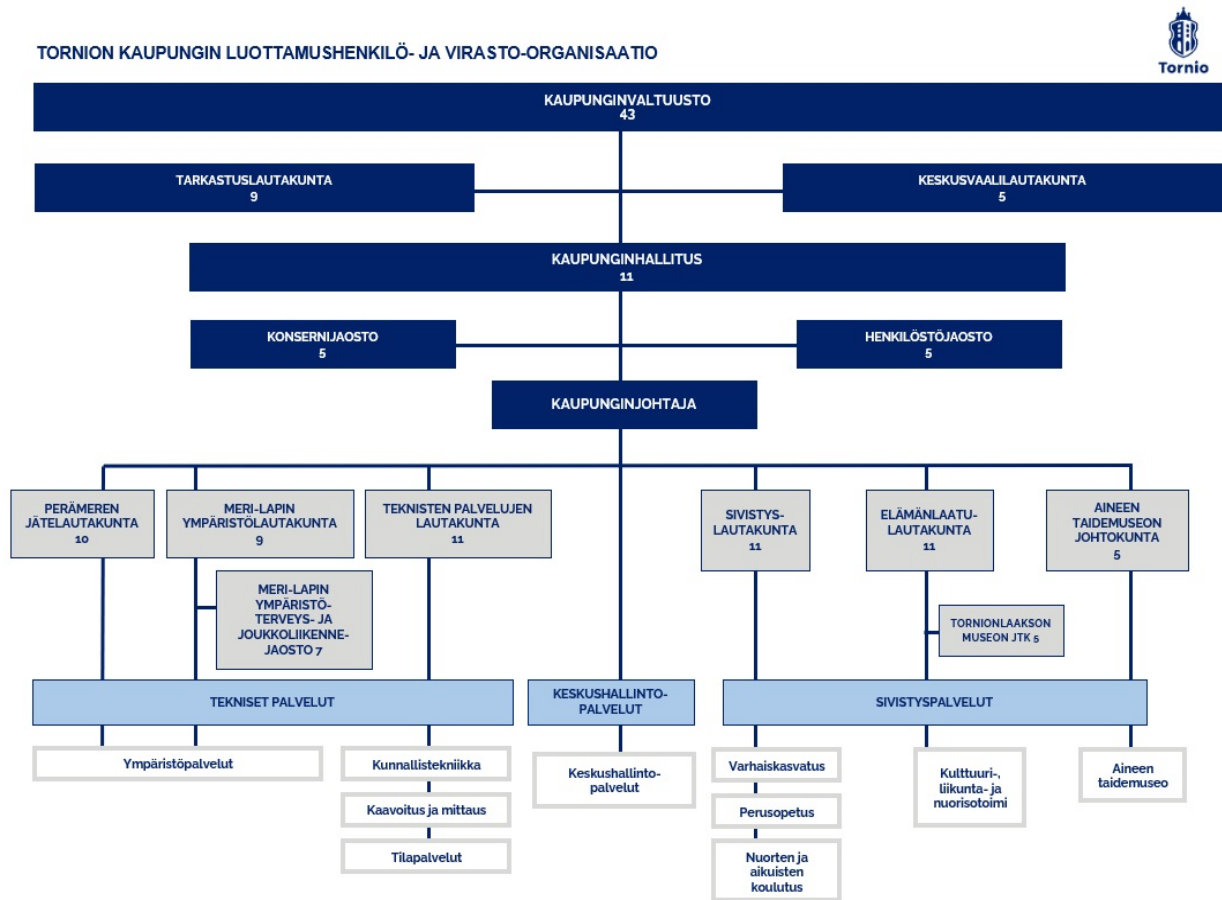 TORNION KAUPUNGIN LUOTTAMUSHENKILÖ- JA VIRASTO-ORGANISAATIO
Tornio
KAUPUNGINVALTUUSTO
43
TARKASTUSLAUTAKUNTA
9
KESKUSVAALILAUTAKUNTA
5
KAUPUNGINHALLITUS
11
KONSERNIJAOSTO
5
HENKILÖSTÖJAOSTO
5
KAUPUNGINJOHTAJA
PERÄMEREN
JÄTELAUTAKUNTA
10
MERI-LAPIN
YMPÄRISTÖLAUTAKUNTA
9
TEKNISTEN PALVELUJEN
LAUTAKUNTA
11
SIVISTYS-
LAUTAKUNTA
11
ELÄMÄNLAATU-
LAUTAKUNTA
11
AINEEN
TAIDEMUSEON
JOHTOKUNTA
5
MERI-LAPIN
YMPÄRISTÖ-
TERVEYS- JA
JOUKKOLIIKENNE-
JAOSTO 7
TORNIONLAAKSON
MUSEON JTK 5
TEKNISET PALVELUT
KESKUSHALLINTO-
PALVELUT
SIVISTYSPALVELUT
Ympäristöpalvelut
Kunnallistekniikka
Kaavoitus ja mittaus
Tilapalvelut
Keskushallinto-
palvelut
Varhaiskasvatus
Perusopetus
Nuorten ja
aikuisten
koulutus
Kulttuuri-,
liikunta- ja
nuorisotoimi
Aineen
taidemuseo